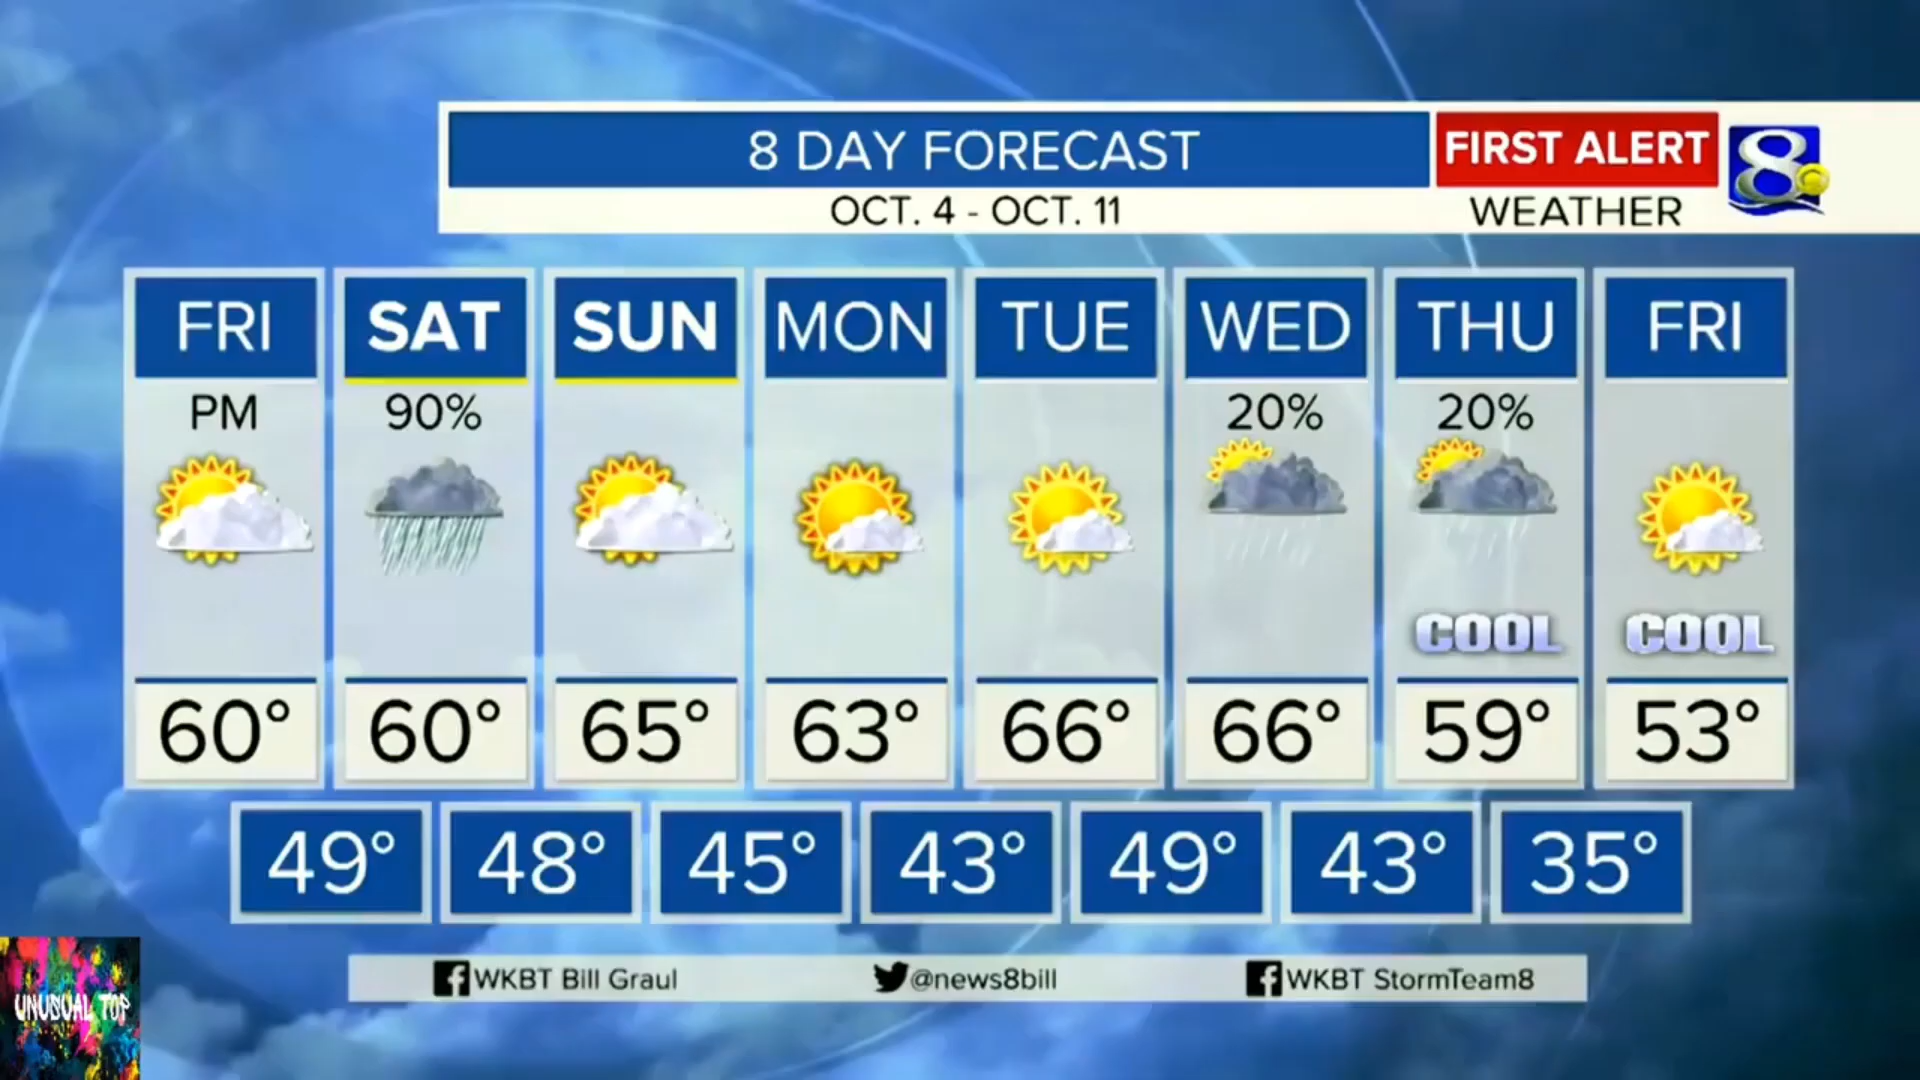 8 DAY FORECAST
FIRST ALERT
8
OCT. 4 - OCT. 11
WEATHER
FRI SAT SUN MON TUE WED THU FRI
PM 90% 20% 20%
COOL COOL
60° 60° 65° 63° 66° 66° 59° 53°
49° 48° 45° 43° 49° 43° 35°
WKBT Bill Graul @news8bill WKBT StormTeam8
UNUSUAL TOP